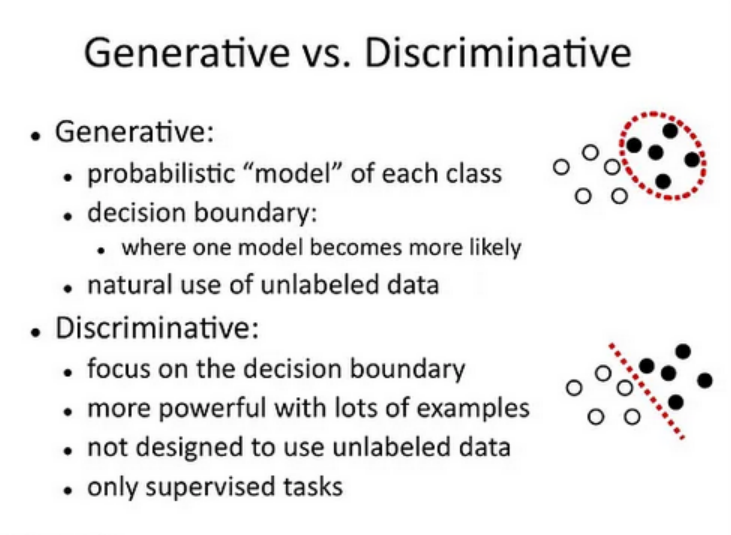 Generative vs. Discriminative
• Generative:
• probabilistic “model” of each class
• decision boundary:
• where one model becomes more likely
• natural use of unlabeled data
• Discriminative:
• focus on the decision boundary
• more powerful with lots of examples
• not designed to use unlabeled data
• only supervised tasks